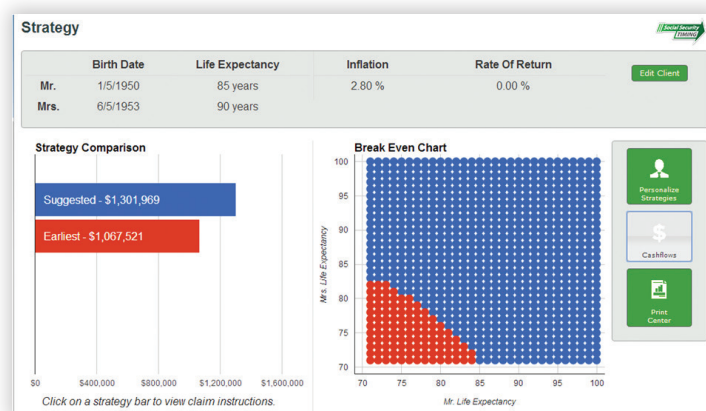 Strategy
Social Security
TIMING
Birth Date Life Expectancy Inflation Rate Of Return
Mr. 1/5/1950 85 years 2.80 % 0.00 %
Mrs. 6/5/1953 90 years
Edit Client
Strategy Comparison
Suggested - $1,301,969
Earliest - $1,067,521
$0 $400,000 $800,000 $1,200,000 $1,600,000
Click on a strategy bar to view claim instructions.
Break Even Chart
Mrs. Life Expectancy
100
95
90
85
80
75
70
70 75 80 85 90 95 100
Mr. Life Expectancy
Personalize
Strategies
$
Cashflows
Print
Center